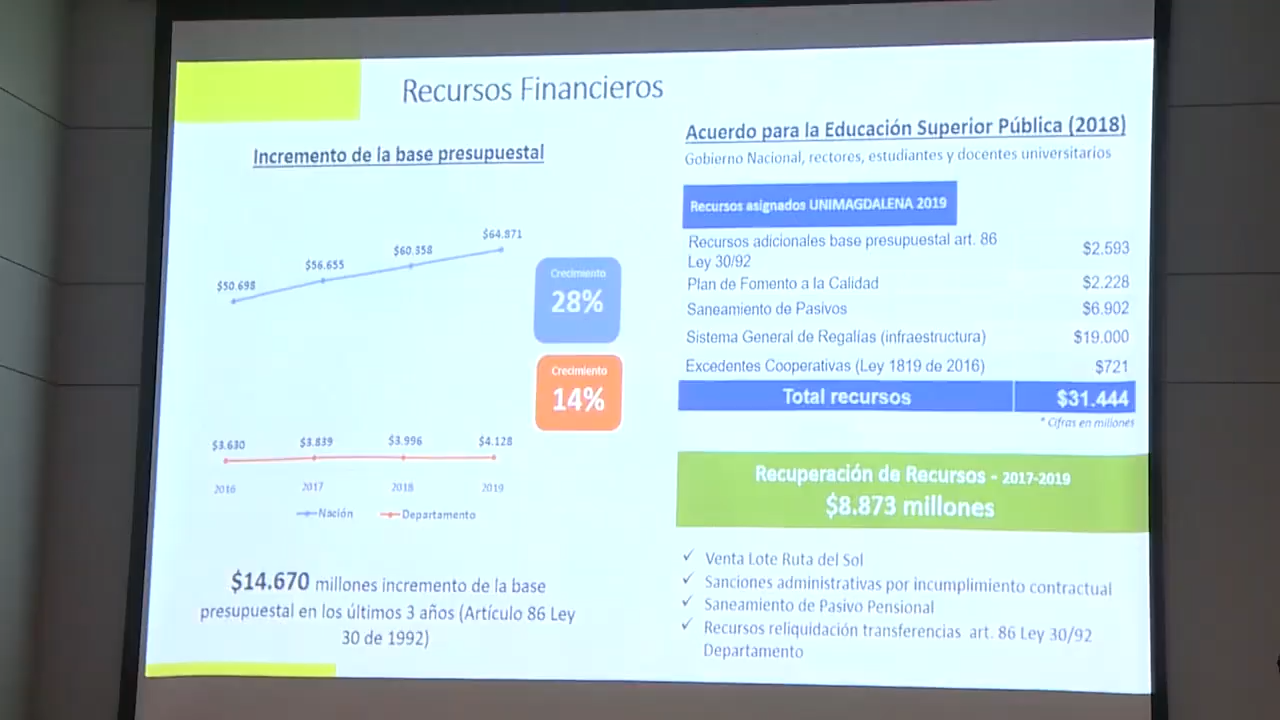 Recursos Financieros
Incremento de la base presupuestal
$50.698
$56.655
$60.358
$64.871
Crecimiento
28%
Crecimiento
14%
$3.630
$3.839
$3.996
$4.128
2016
2017
2018
2019
Nación
Departamento
$14.670 millones incremento de la base
presupuestal en los últimos 3 años (Artículo 86 Ley
30 de 1992)
Acuerdo para la Educación Superior Pública (2018)
Gobierno Nacional, rectores, estudiantes y docentes universitarios
Recursos asignados UNIMAGDALENA 2019
Recursos adicionales base presupuestal art. 86
Ley 30/92
$2.593
Plan de Fomento a la Calidad $2.228
Saneamiento de Pasivos $6.902
Sistema General de Regalías (infraestructura) $19.000
Excedentes Cooperativas (Ley 1819 de 2016) $721
Total recursos $31.444
* Cifras en millones
Recuperación de Recursos - 2017-2019
$8.873 millones
✓ Venta Lote Ruta del Sol
✓ Sanciones administrativas por incumplimiento contractual
✓ Saneamiento de Pasivo Pensional
✓ Recursos reliquidación transferencias art. 86 Ley 30/92
Departamento